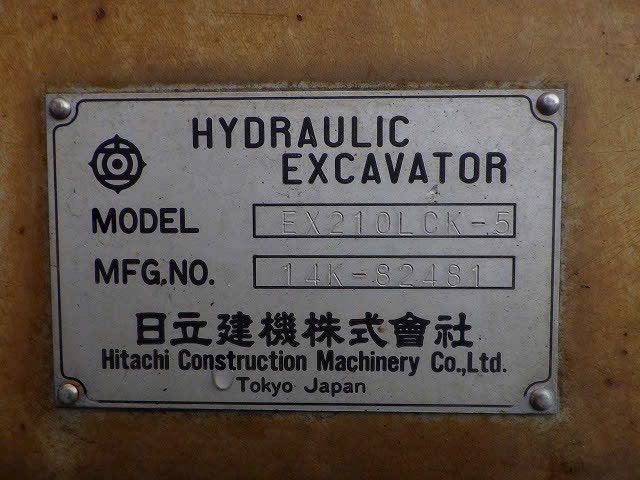 HYDRAULIC
EXCAVATOR
MODEL EX210LCK-5
MFG.NO. 14K-82481
日立建機株式會社
Hitachi Construction Machinery Co.,Ltd.
Tokyo Japan